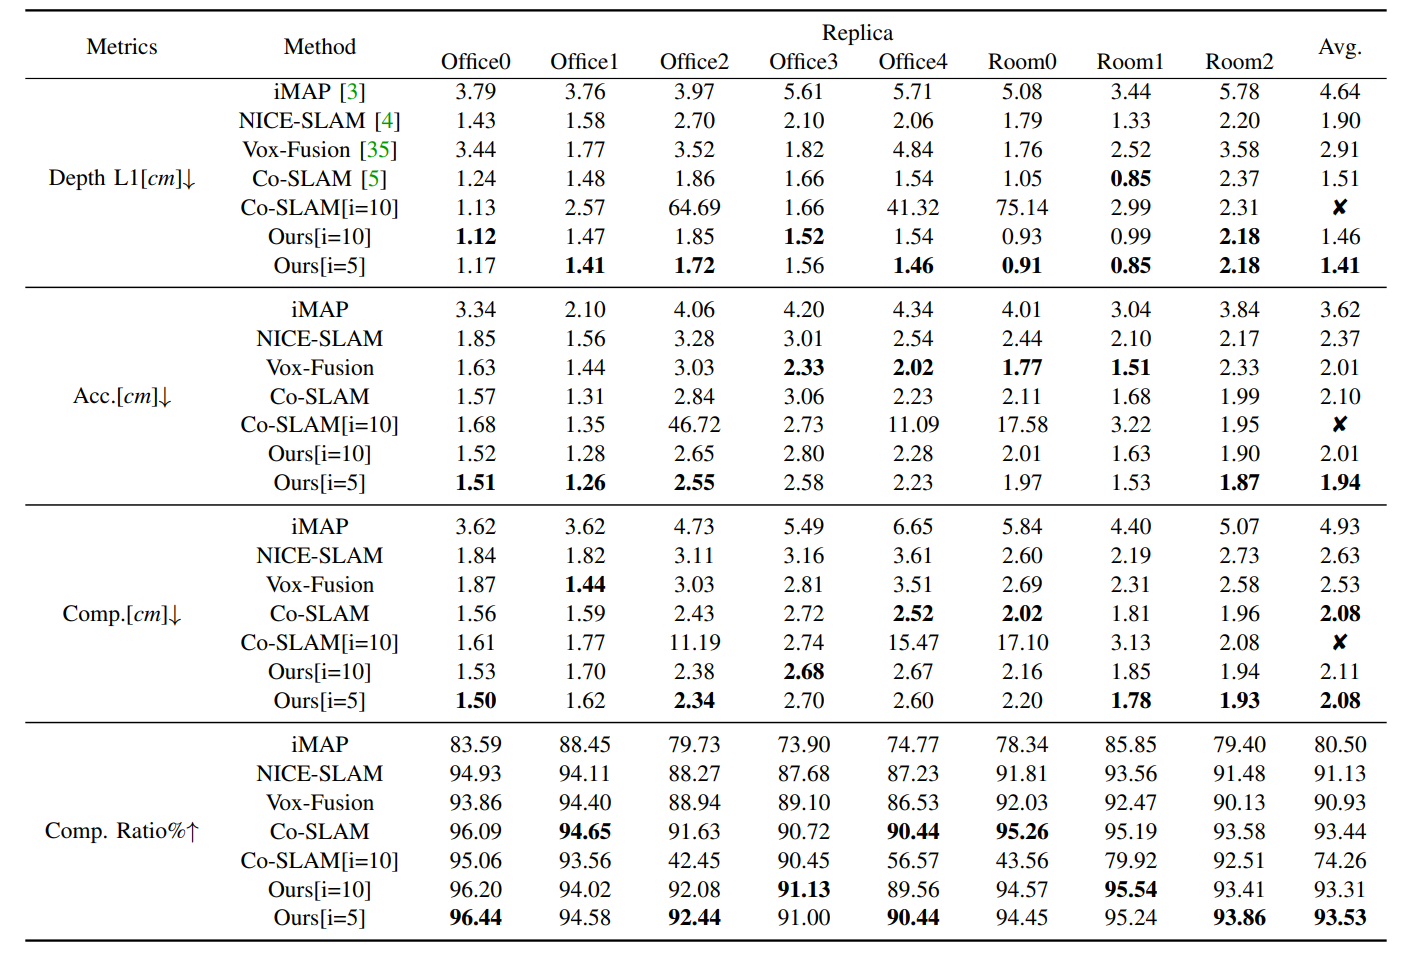 Metrics Method Replica Avg.
Office0 Office1 Office2 Office3 Office4 Room0 Room1 Room2
Depth L1[cm]↓
iMAP [3] 3.79 3.76 3.97 5.61 5.71 5.08 3.44 5.78 4.64
NICE-SLAM [4] 1.43 1.58 2.70 2.10 2.06 1.79 1.33 2.20 1.90
Vox-Fusion [35] 3.44 1.77 3.52 1.82 4.84 1.76 2.52 3.58 2.91
Co-SLAM [5] 1.24 1.48 1.86 1.66 1.54 1.05 0.85 2.37 1.51
Co-SLAM[i=10] 1.13 2.57 64.69 1.66 41.32 75.14 2.99 2.31 ✘
Ours[i=10] 1.12 1.47 1.85 1.52 1.54 0.93 0.99 2.18 1.46
Ours[i=5] 1.17 1.41 1.72 1.56 1.46 0.91 0.85 2.18 1.41
Acc.[cm]↓
iMAP 3.34 2.10 4.06 4.20 4.34 4.01 3.04 3.84 3.62
NICE-SLAM 1.85 1.56 3.28 3.01 2.54 2.44 2.10 2.17 2.37
Vox-Fusion 1.63 1.44 3.03 2.33 2.02 1.77 1.51 2.33 2.01
Co-SLAM 1.57 1.31 2.84 3.06 2.23 2.11 1.68 1.99 2.10
Co-SLAM[i=10] 1.68 1.35 46.72 2.73 11.09 17.58 3.22 1.95 ✘
Ours[i=10] 1.52 1.28 2.65 2.80 2.28 2.01 1.63 1.90 2.01
Ours[i=5] 1.51 1.26 2.55 2.58 2.23 1.97 1.53 1.87 1.94
Comp.[cm]↓
iMAP 3.62 3.62 4.73 5.49 6.65 5.84 4.40 5.07 4.93
NICE-SLAM 1.84 1.82 3.11 3.16 3.61 2.60 2.19 2.73 2.63
Vox-Fusion 1.87 1.44 3.03 2.81 3.51 2.69 2.31 2.58 2.53
Co-SLAM 1.56 1.59 2.43 2.72 2.52 2.02 1.81 1.96 2.08
Co-SLAM[i=10] 1.61 1.77 11.19 2.74 15.47 17.10 3.13 2.08 ✘
Ours[i=10] 1.53 1.70 2.38 2.68 2.67 2.16 1.85 1.94 2.11
Ours[i=5] 1.50 1.62 2.34 2.70 2.60 2.20 1.78 1.93 2.08
Comp. Ratio%↑
iMAP 83.59 88.45 79.73 73.90 74.77 78.34 85.85 79.40 80.50
NICE-SLAM 94.93 94.11 88.27 87.68 87.23 91.81 93.56 91.48 91.13
Vox-Fusion 93.86 94.40 88.94 89.10 86.53 92.03 92.47 90.13 90.93
Co-SLAM 96.09 94.65 91.63 90.72 90.44 95.26 95.19 93.58 93.44
Co-SLAM[i=10] 95.06 93.56 42.45 90.45 56.57 43.56 79.92 92.51 74.26
Ours[i=10] 96.20 94.02 92.08 91.13 89.56 94.57 95.54 93.41 93.31
Ours[i=5] 96.44 94.58 92.44 91.00 90.44 94.45 95.24 93.86 93.53